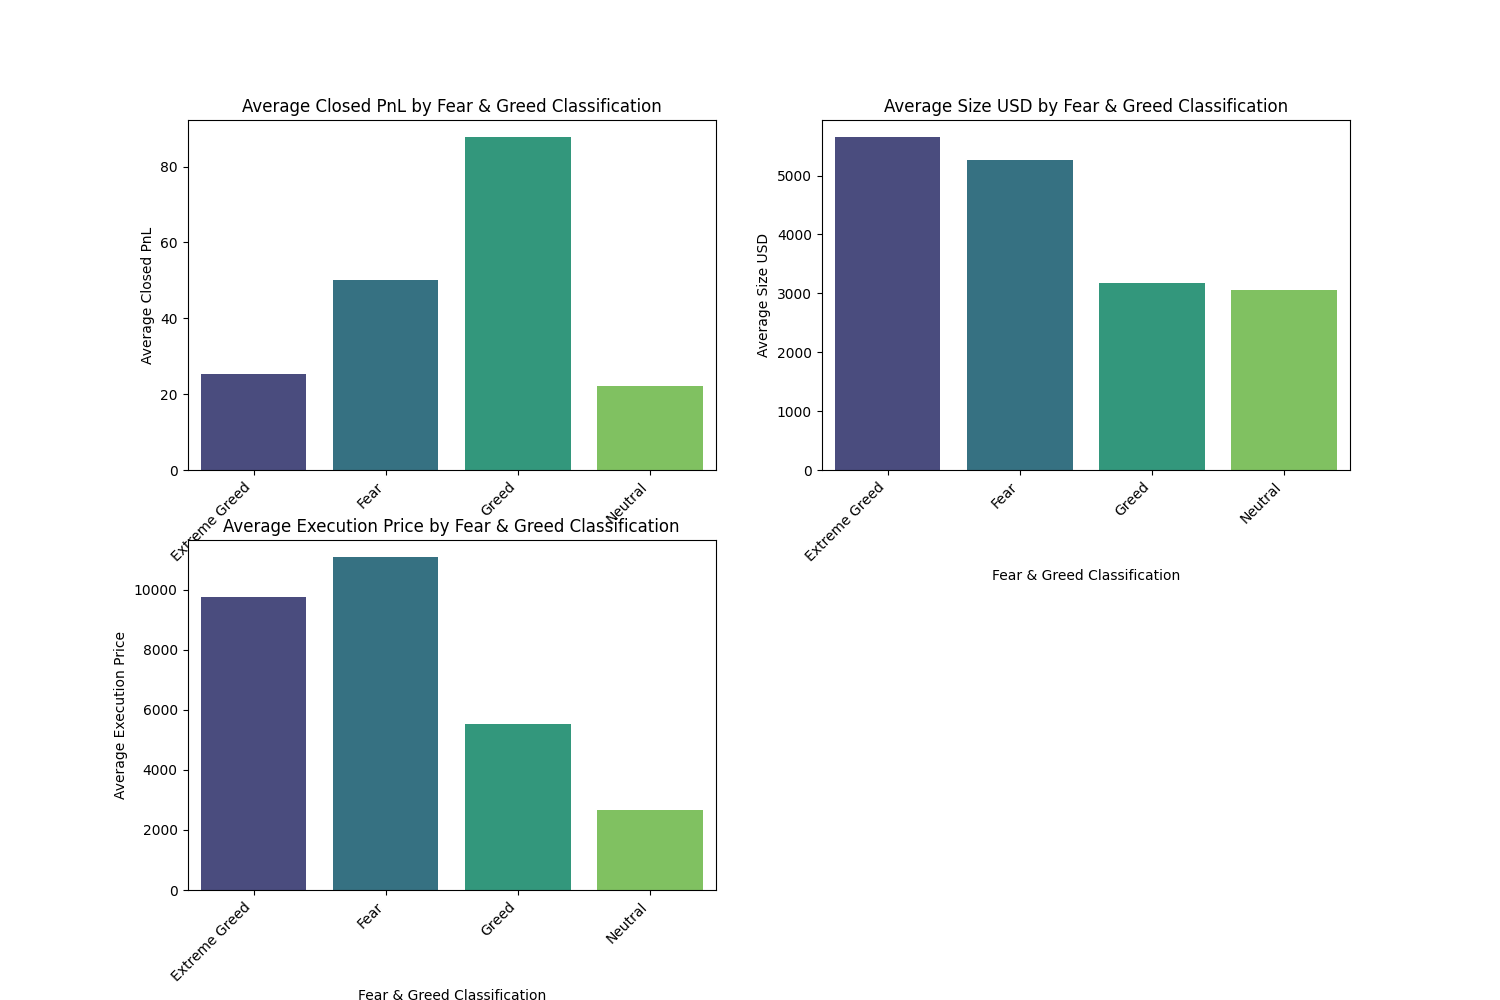 Average Closed PnL by Fear & Greed Classification
Average Closed PnL
80
60
40
20
0
Extreme Greed
Fear
Greed
Neutral
Average Size USD by Fear & Greed Classification
Average Size USD
5000
4000
3000
2000
1000
0
Extreme Greed
Fear
Greed
Neutral
Fear & Greed Classification
Average Execution Price by Fear & Greed Classification
Average Execution Price
10000
8000
6000
4000
2000
0
Extreme Greed
Fear
Greed
Neutral
Fear & Greed Classification